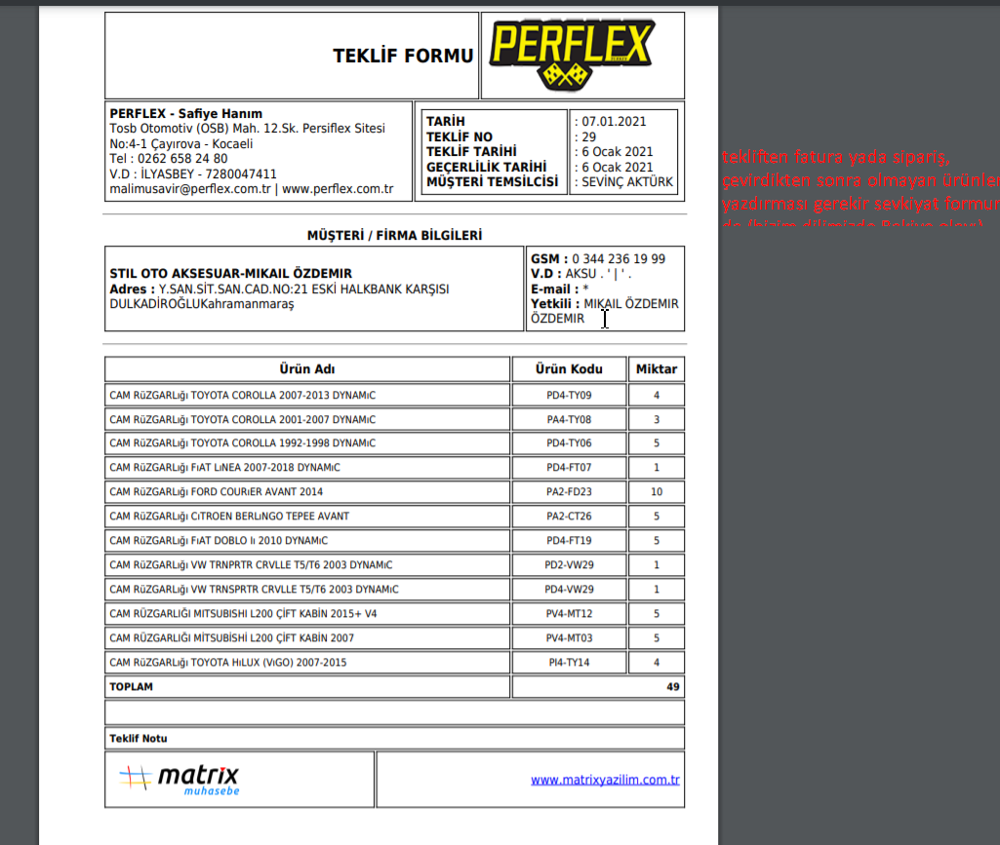 TEKLİF FORMU
PERFLEX
PERFLEX - Safiye Hanım
Tosb Otomotiv (OSB) Mah. 12.Sk. Persiflex Sitesi
No:4-1 Çayırova - Kocaeli
Tel : 0262 658 24 80
V.D : İLYASBEY - 7280047411
malimusavir@perflex.com.tr | www.perflex.com.tr
TARİH : 07.01.2021
TEKLİF NO : 29
TEKLİF TARİHİ : 6 Ocak 2021
GEÇERLİLİK TARİHİ : 6 Ocak 2021
MÜŞTERİ TEMSİLCİSİ : SEVİNÇ AKTÜRK
tekliften fatura yada sipariş,
çevirdikten sonra olmayan ürünler
yazdırması gerekir sevkiyat formun
MÜŞTERİ / FİRMA BİLGİLERİ
STIL OTO AKSESUAR-MIKAIL ÖZDEMIR
Adres : Y.SAN.SİT.SAN.CAD.NO:21 ESKİ HALKBANK KARŞISI
DULKADİROĞLUKahramanmaraş
GSM : 0 344 236 19 99
V.D : AKSU . ' | ' .
E-mail : *
Yetkili : MIKAIL ÖZDEMIR
ÖZDEMIR
Ürün Adı Ürün Kodu Miktar
CAM RüZGARLığı TOYOTA COROLLA 2007-2013 DYNAMıC PD4-TY09 4
CAM RüZGARLığı TOYOTA COROLLA 2001-2007 DYNAMıC PA4-TY08 3
CAM RüZGARLığı TOYOTA COROLLA 1992-1998 DYNAMıC PD4-TY06 5
CAM RüZGARLığı FıAT LıNEA 2007-2018 DYNAMıC PD4-FT07 1
CAM RüZGARLığı FORD COURıER AVANT 2014 PA2-FD23 10
CAM RüZGARLığı CıTROEN BERLıNGO TEPEE AVANT PA2-CT26 5
CAM RüZGARLığı FıAT DOBLO Iı 2010 DYNAMıC PD4-FT19 5
CAM RüZGARLığı VW TRNPRTR CRVLLE T5/T6 2003 DYNAMıC PD2-VW29 1
CAM RüZGARLığı VW TRNSPRTR CRVLLE T5/T6 2003 DYNAMıC PD4-VW29 1
CAM RÜZGARLIĞI MITSUBISHI L200 ÇİFT KABİN 2015+ V4 PV4-MT12 5
CAM RÜZGARLIĞI MİTSUBİSHİ L200 ÇİFT KABİN 2007 PV4-MT03 5
CAM RüZGARLığı TOYOTA HıLUX (VıGO) 2007-2015 PI4-TY14 4
TOPLAM 49
Teklif Notu
matrix
muhasebe
www.matrixyazilim.com.tr